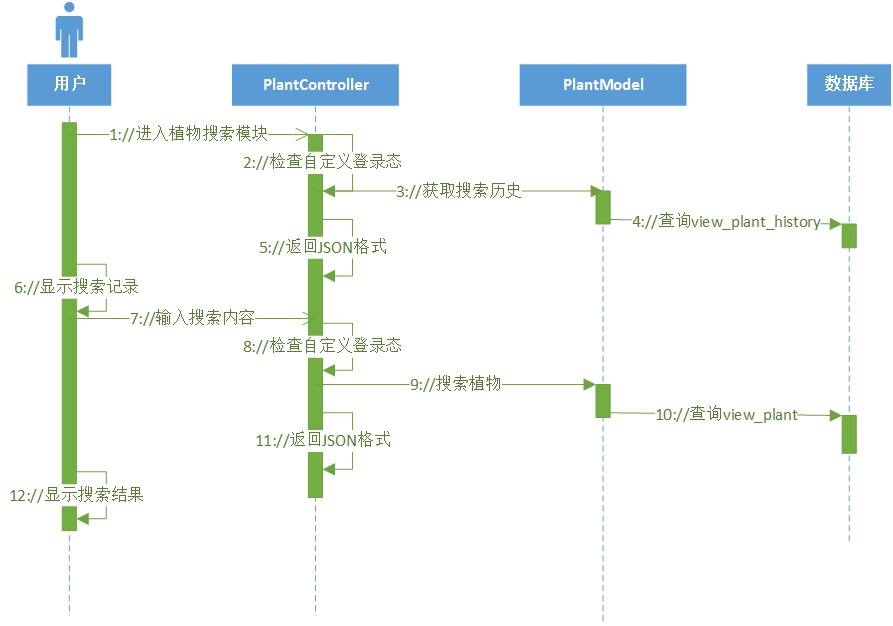 用户
PlantController
PlantModel
数据库
1://进入植物搜索模块
2://检查自定义登录态
3://获取搜索历史
4://查询view_plant_history
5://返回JSON格式
6://显示搜索记录
7://输入搜索内容
8://检查自定义登录态
9://搜索植物
10://查询view_plant
11://返回JSON格式
12://显示搜索结果